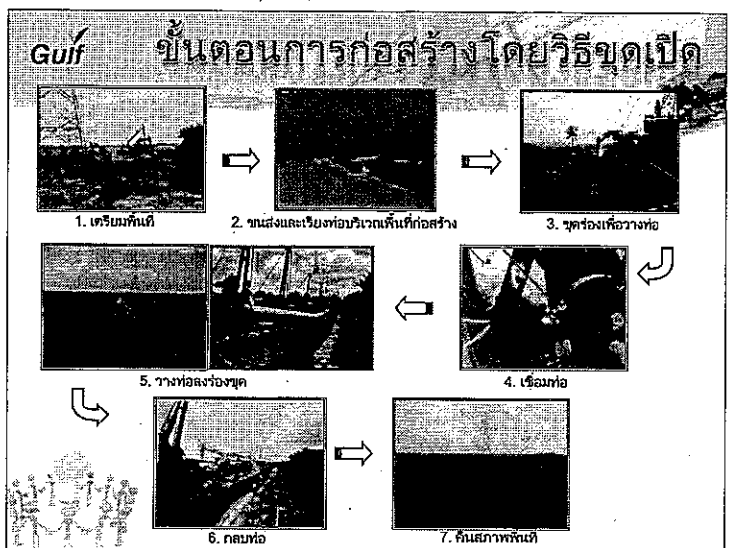 Gulf
ขั้นตอนการก่อสร้างโดยวิธีขุดเปิด
1. เตรียมพื้นที่
2. ขนส่งและเรียงท่อบริเวณพื้นที่ก่อสร้าง
3. ขุดร่องเพื่อวางท่อ
4. เชื่อมท่อ
5. วางท่อลงร่องขุด
6. กลบท่อ
7. คืนสภาพพื้นที่